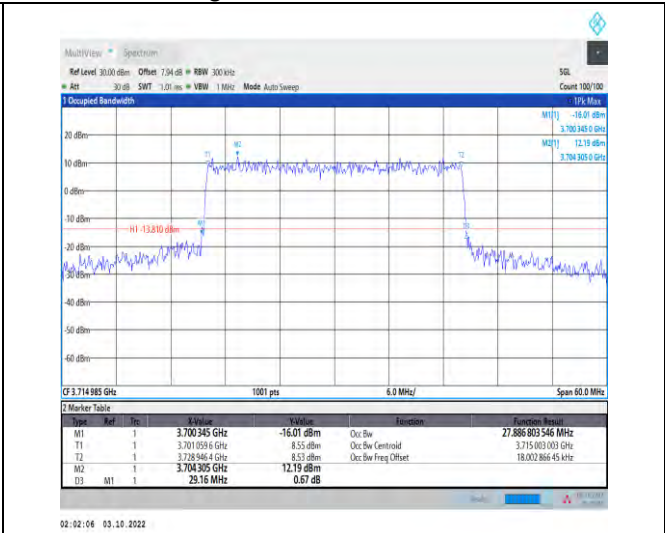 MultiView Spectrum
Ref Level 30.00 dBm Offset 7.94 dB RBW 300 kHz SGL
Att 30 dB SWT 1.01 ms VBW 1 MHz Mode Auto Sweep Count 100/100
1 Occupied Bandwidth 1Pk Max
M1[1] -16.01 dBm
3.700 345 0 GHz
20 dBm M2[1] 12.19 dBm
3.704 305 0 GHz
M2
T1 T2
10 dBm
0 dBm
-10 dBm
H1 -13.810 dBm M1 D3
-20 dBm
-40 dBm
-50 dBm
-60 dBm
CF 3.714 985 GHz 1001 pts 6.0 MHz/ Span 60.0 MHz
2 Marker Table
Type Ref Trc X-Value Y-Value Function Function Result
M1 1 3.700 345 GHz -16.01 dBm Occ Bw 27.886 803 546 MHz
T1 1 3.701 059 6 GHz 8.55 dBm Occ Bw Centroid 3.715 003 003 GHz
T2 1 3.728 946 4 GHz 8.53 dBm Occ Bw Freq Offset 18.002 866 45 kHz
M2 1 3.704 305 GHz 12.19 dBm
D3 M1 1 29.16 MHz 0.67 dB
02:02:06 03.10.2022